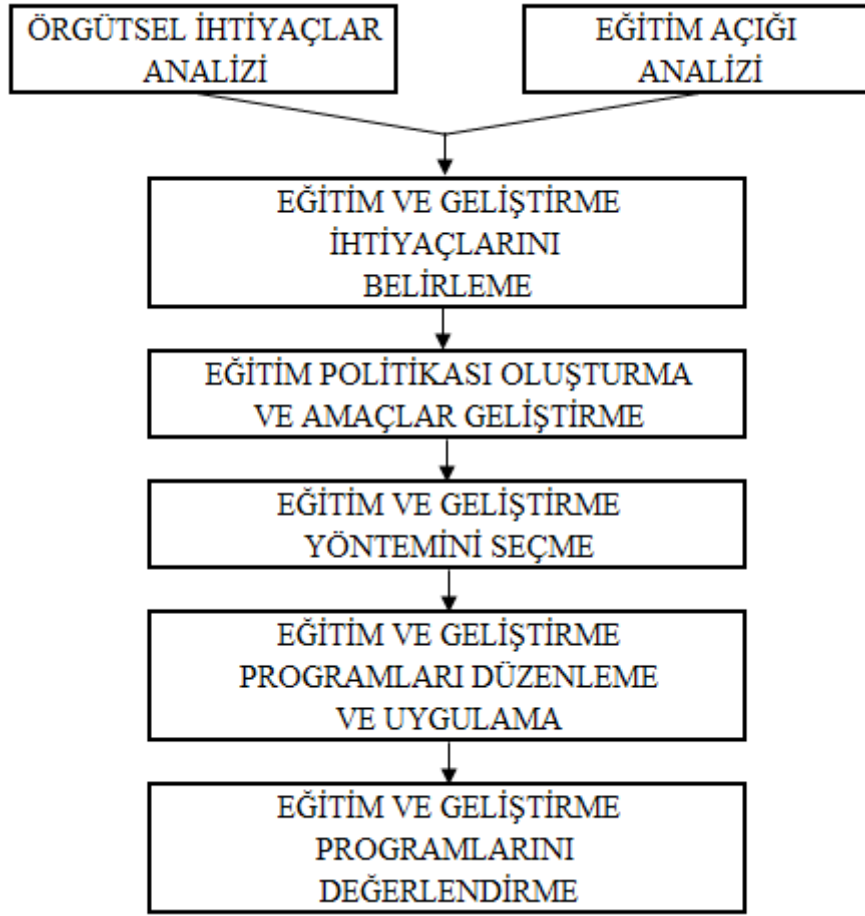 ÖRGÜTSEL İHTİYAÇLAR
ANALİZİ
EĞİTİM AÇIĞI
ANALİZİ
EĞİTİM VE GELİŞTİRME
İHTİYAÇLARINI
BELİRLEME
EĞİTİM POLİTİKASI OLUŞTURMA
VE AMAÇLAR GELİŞTİRME
EĞİTİM VE GELİŞTİRME
YÖNTEMİNİ SEÇME
EĞİTİM VE GELİŞTİRME
PROGRAMLARI DÜZENLEME
VE UYGULAMA
EĞİTİM VE GELİŞTİRME
PROGRAMLARINI
DEĞERLENDİRME